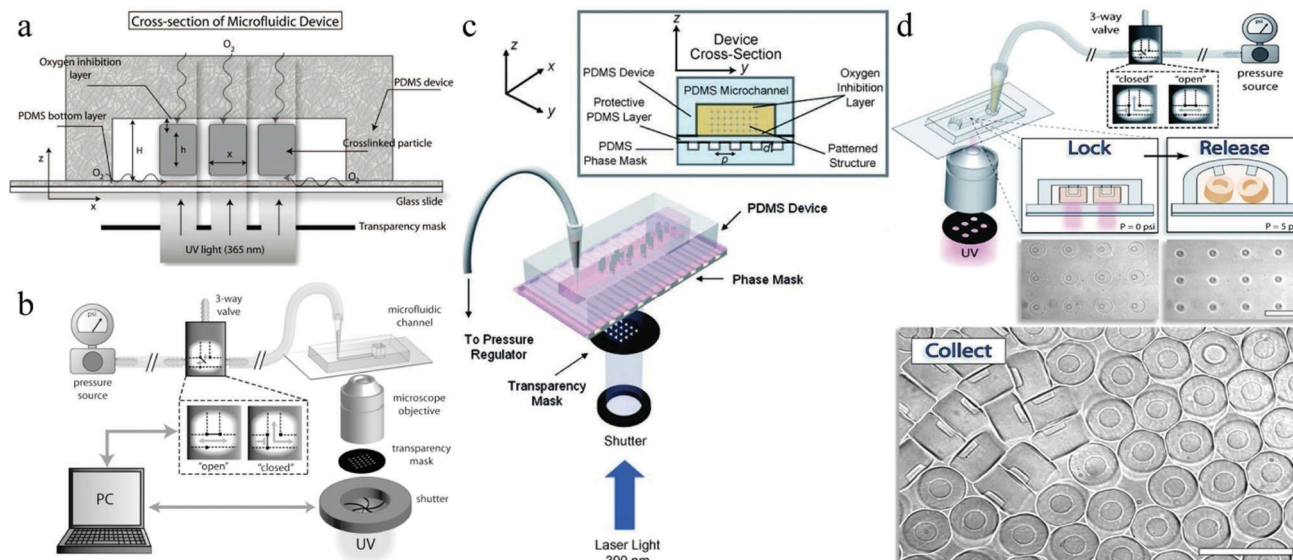 a
Cross-section of Microfluidic Device
O2
Oxygen inhibition
layer
PDMS device
PDMS bottom layer
H
h
x
Crosslinked particle
z
O2
O2
x
Glass slide
Transparency mask
UV light (365 nm)
b
3-way
valve
psi
pressure
source
microfluidic
channel
microscope
objective
"open"
"closed"
transparency
mask
PC
shutter
UV
c
z
x
y
z
Device
Cross-Section
y
PDMS Device
PDMS Microchannel
Oxygen
Inhibition
Layer
Protective
PDMS Layer
PDMS
Phase Mask
p
d
Patterned
Structure
PDMS Device
Phase Mask
To Pressure
Regulator
Transparency
Mask
Shutter
Laser Light
d
3-way
valve
psi
"closed"
"open"
pressure
source
Lock
Release
P = 0 psi
P = 5 p
UV
Collect